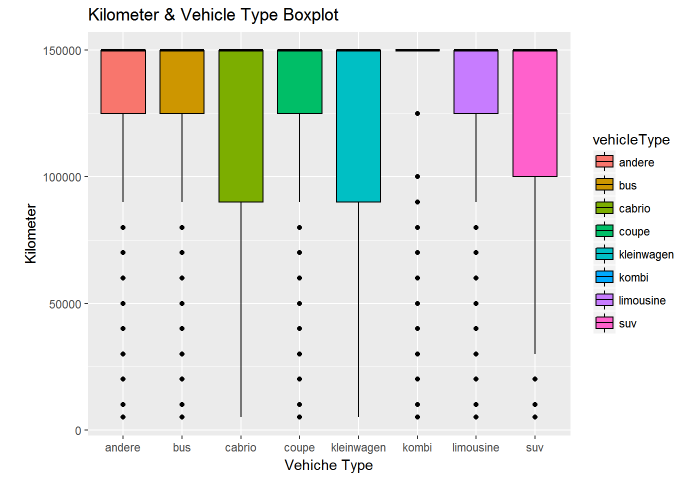 Kilometer & Vehicle Type Boxplot
150000
100000
50000
0
Kilometer
andere bus cabrio coupe kleinwagen kombi limousine suv
Vehiche Type
vehicleType
andere
bus
cabrio
coupe
kleinwagen
kombi
limousine
suv